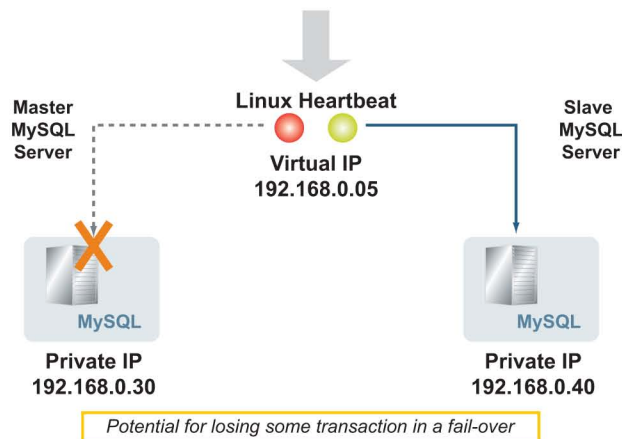 Linux Heartbeat
Master
MySQL
Server
Slave
MySQL
Server
Virtual IP
192.168.0.05
MySQL
MySQL
Private IP
192.168.0.30
Private IP
192.168.0.40
Potential for losing some transaction in a fail-over